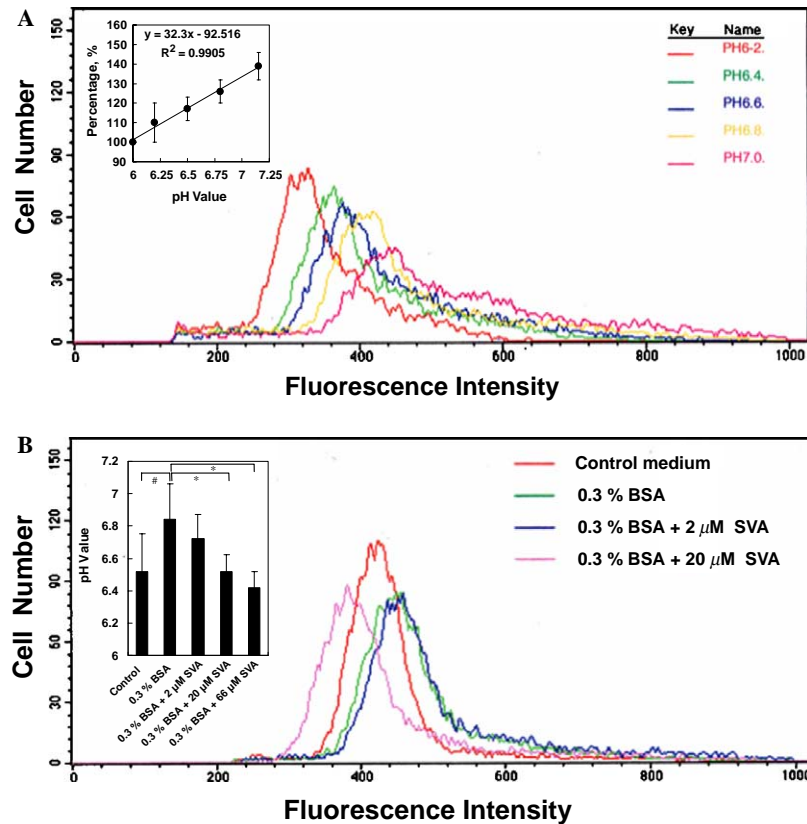 A
y = 32.3x - 92.516
R2 = 0.9905
Percentage, %
160
150
140
130
120
110
100
90
6 6.25 6.5 6.75 7 7.25
pH Value
Key Name
PH6-2.
PH6.4.
PH6.6.
PH6.8.
PH7.0.
Cell Number
150
120
90
60
30
0
0 200 400 600 800 1000
Fluorescence Intensity
B
7.2
7
6.8
6.6
6.4
6.2
6
pH Value
# * *
Control
0.3 % BSA
0.3 % BSA + 2 μM SVA
0.3 % BSA + 20 μM SVA
0.3 % BSA + 66 μM SVA
Control medium
0.3 % BSA
0.3 % BSA + 2 μM SVA
0.3 % BSA + 20 μM SVA
Cell Number
150
120
90
60
30
0
0 200 400 600 800 1000
Fluorescence Intensity